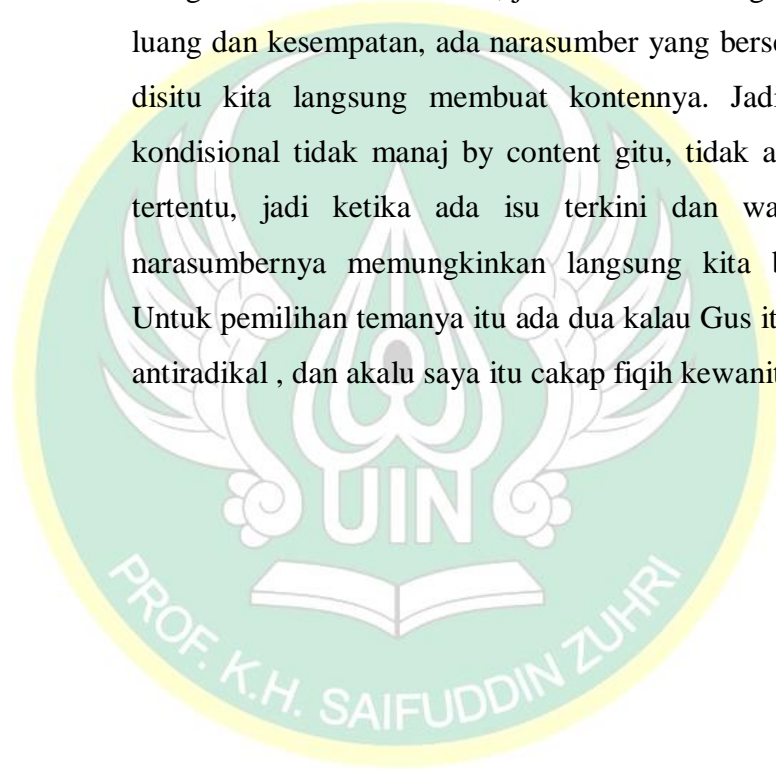 luang dan kesempatan, ada narasumber yang
disitu kita langsung membuat kontennya. Jadi
kondisional tidak manaj by content gitu, tidak
tertentu, jadi ketika ada isu terkini dan
narasumbernya memungkinkan langsung kita
Untuk pemilihan temanya itu ada dua kalau Gus
antiradikal , dan akalu saya itu cakap fiqih
UIN
PROF. K.H. SAIFUDDIN ZUHRI